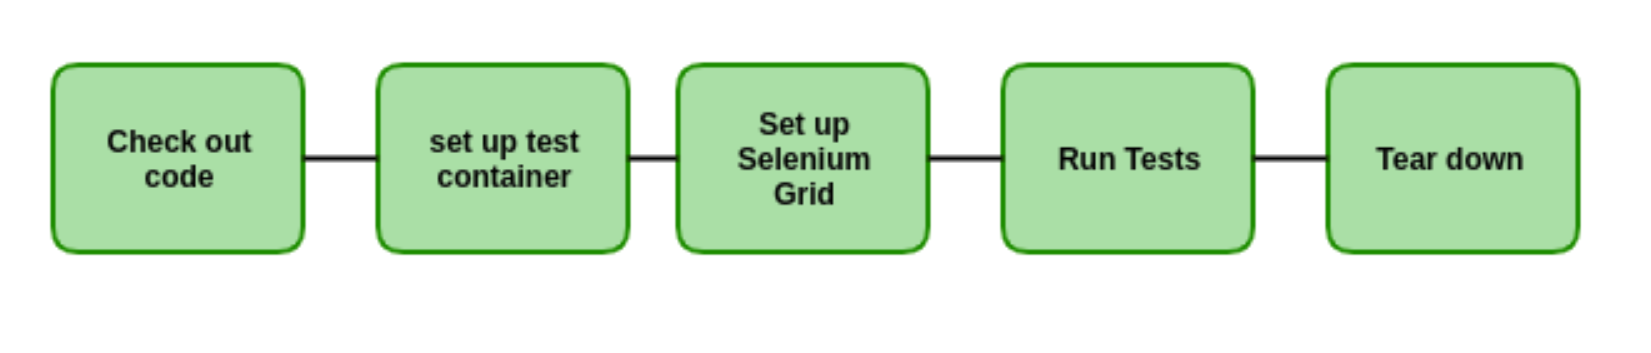 Check out
code
set up test
container
Set up
Selenium
Grid
Run Tests
Tear down